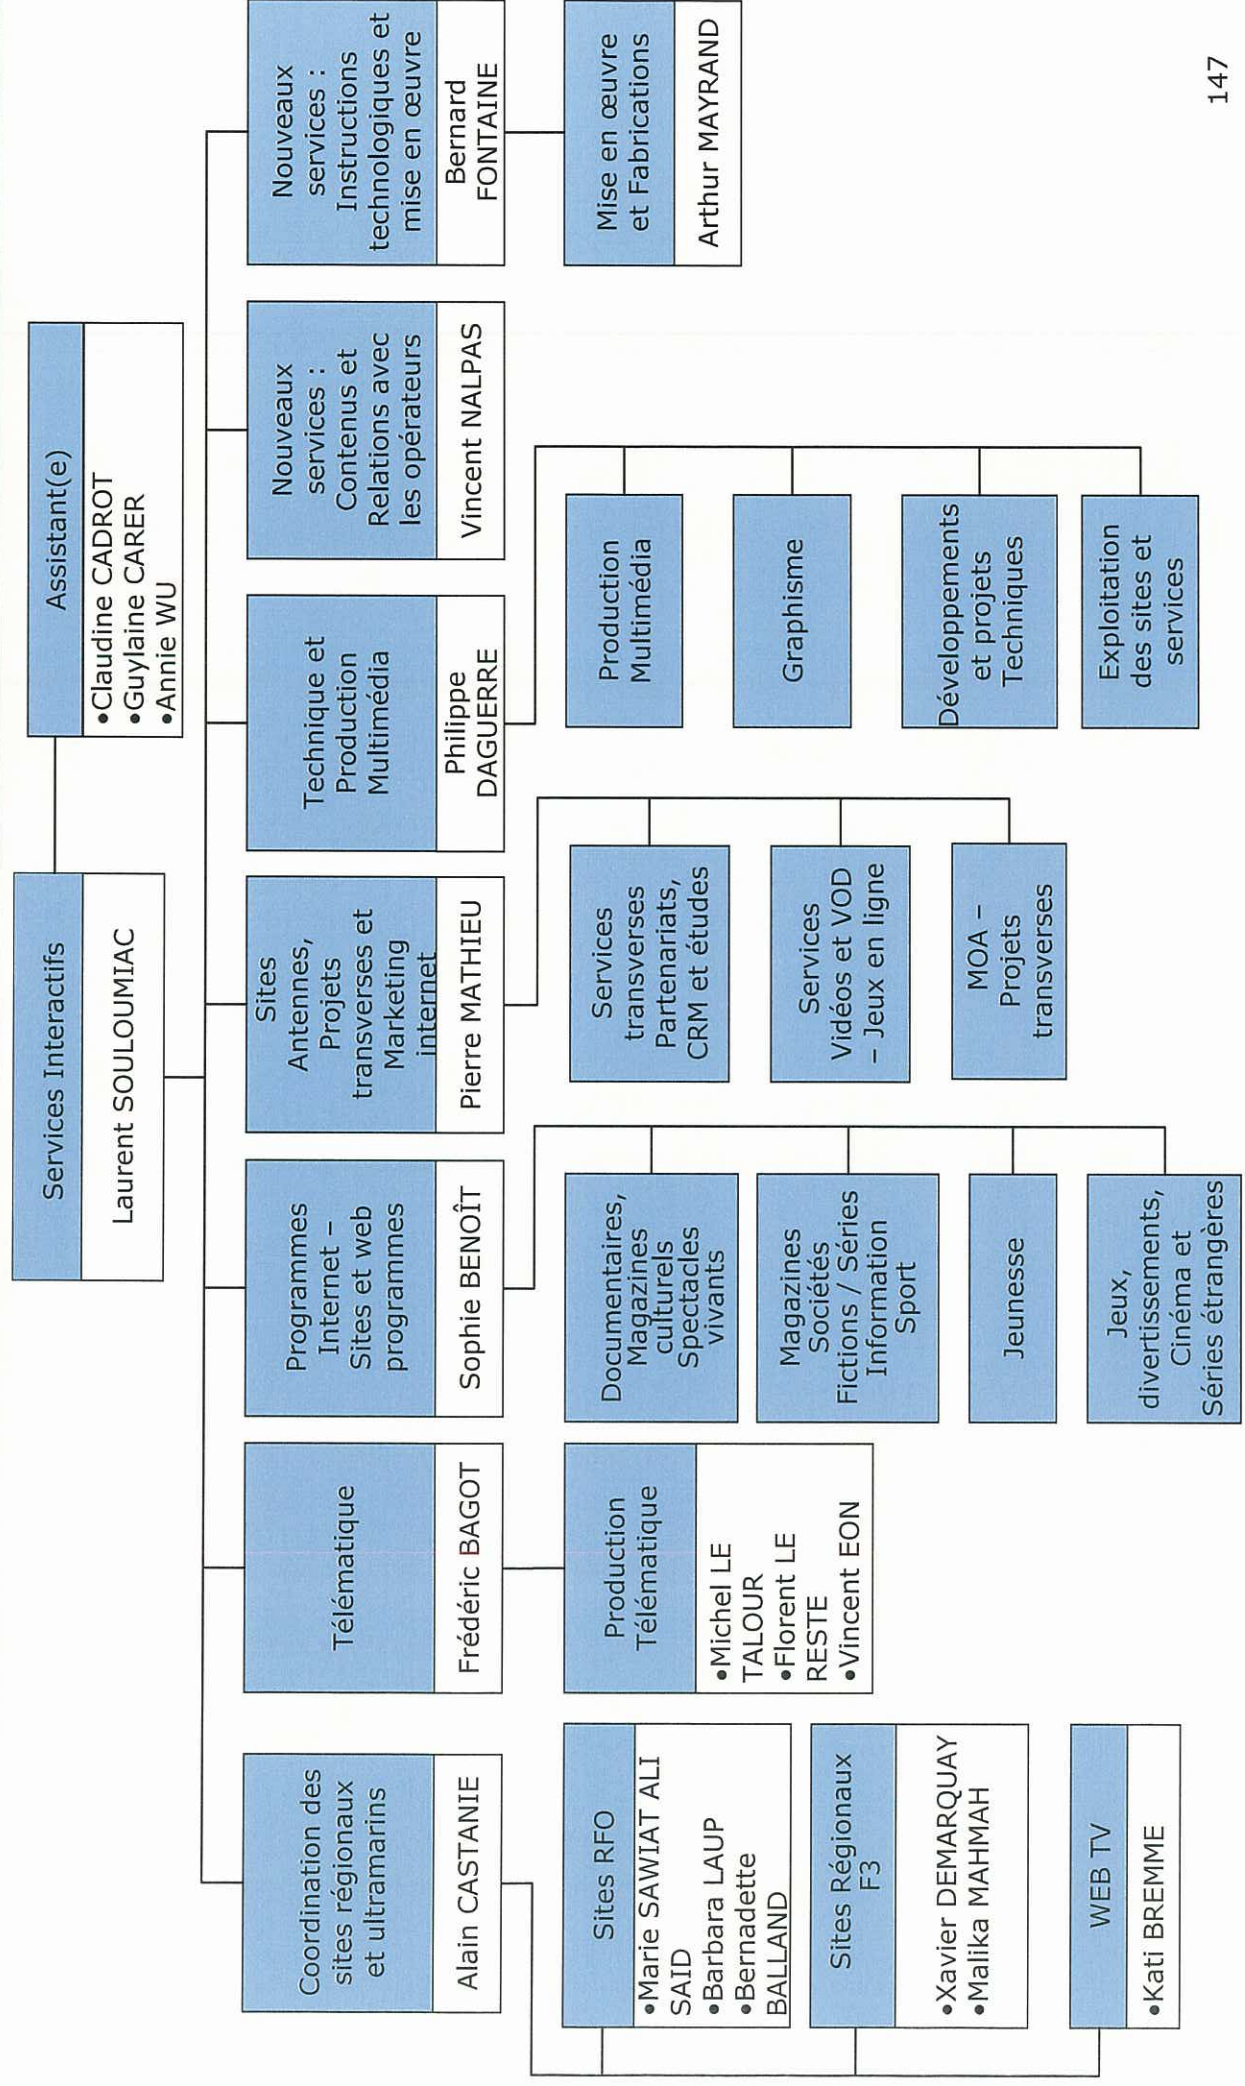 Services Interactifs
Laurent SOULOUMIAC
Assistant(e)
•Claudine CADROT
•Guylaine CARER
•Annie WU
Coordination des
sites régionaux
et ultramarins
Alain CASTANIE
Sites RFO
•Marie SAWIAT ALI
SAID
•Barbara LAUP
•Bernadette
BALLAND
Sites Régionaux
F3
•Xavier DEMARQUAY
•Malika MAHMAH
WEB TV
•Kati BREMME
Télématique
Frédéric BAGOT
Production
Télématique
•Michel LE
TALOUR
•Florent LE
RESTE
•Vincent EON
Programmes
Internet –
Sites et web
programmes
Sophie BENOÎT
Documentaires,
Magazines
culturels
Spectacles
vivants
Magazines
Sociétés
Fictions / Séries
Information
Sport
Jeunesse
Jeux,
divertissements,
Cinéma et
Séries étrangères
Sites
Antennes,
Projets
transverses et
Marketing
internet
Pierre MATHIEU
Services
transverses
Partenariats,
CRM et études
Services
Vidéos et VOD
– Jeux en ligne
MOA –
Projets
transverses
Technique et
Production
Multimédia
Philippe
DAGUERRE
Production
Multimédia
Graphisme
Développements
et projets
Techniques
Exploitation
des sites et
services
Nouveaux
services :
Contenus et
Relations avec
les opérateurs
Vincent NALPAS
Nouveaux
services :
Instructions
technologiques et
mise en œuvre
Bernard
FONTAINE
Mise en œuvre
et Fabrications
Arthur MAYRAND
147